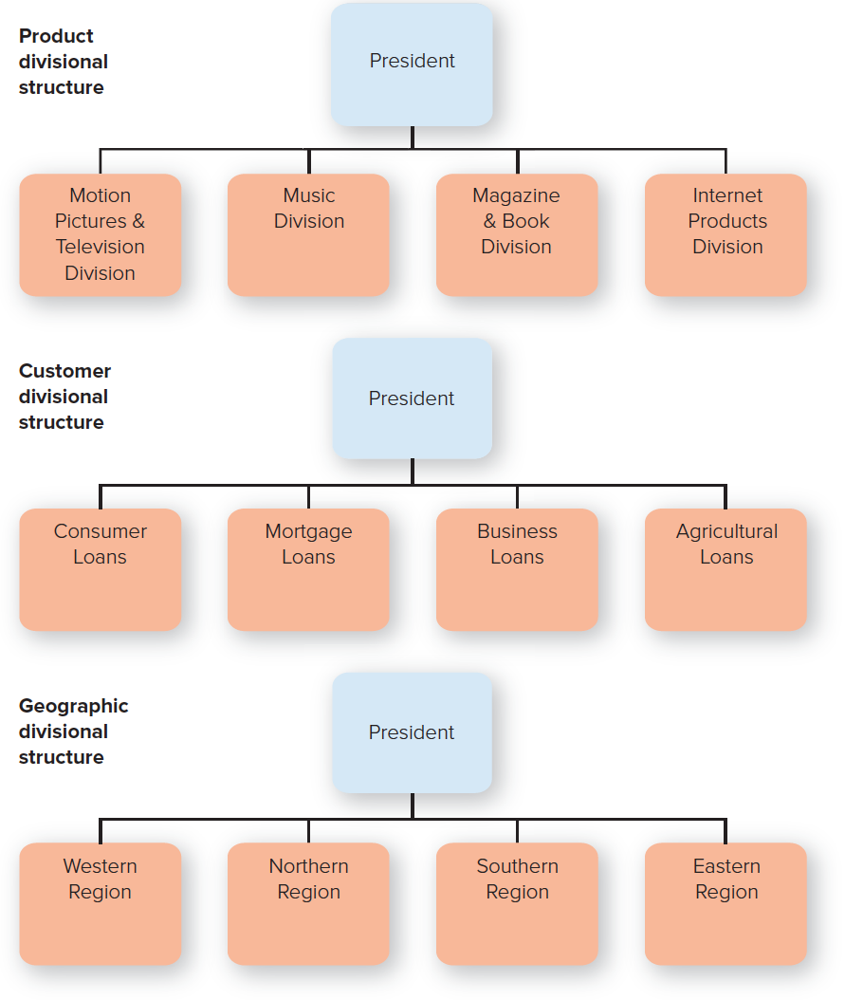 Product
divisional
structure
President
Motion
Pictures &
Television
Division
Music
Division
Magazine
& Book
Division
Internet
Products
Division
Customer
divisional
structure
President
Consumer
Loans
Mortgage
Loans
Business
Loans
Agricultural
Loans
Geographic
divisional
structure
President
Western
Region
Northern
Region
Southern
Region
Eastern
Region